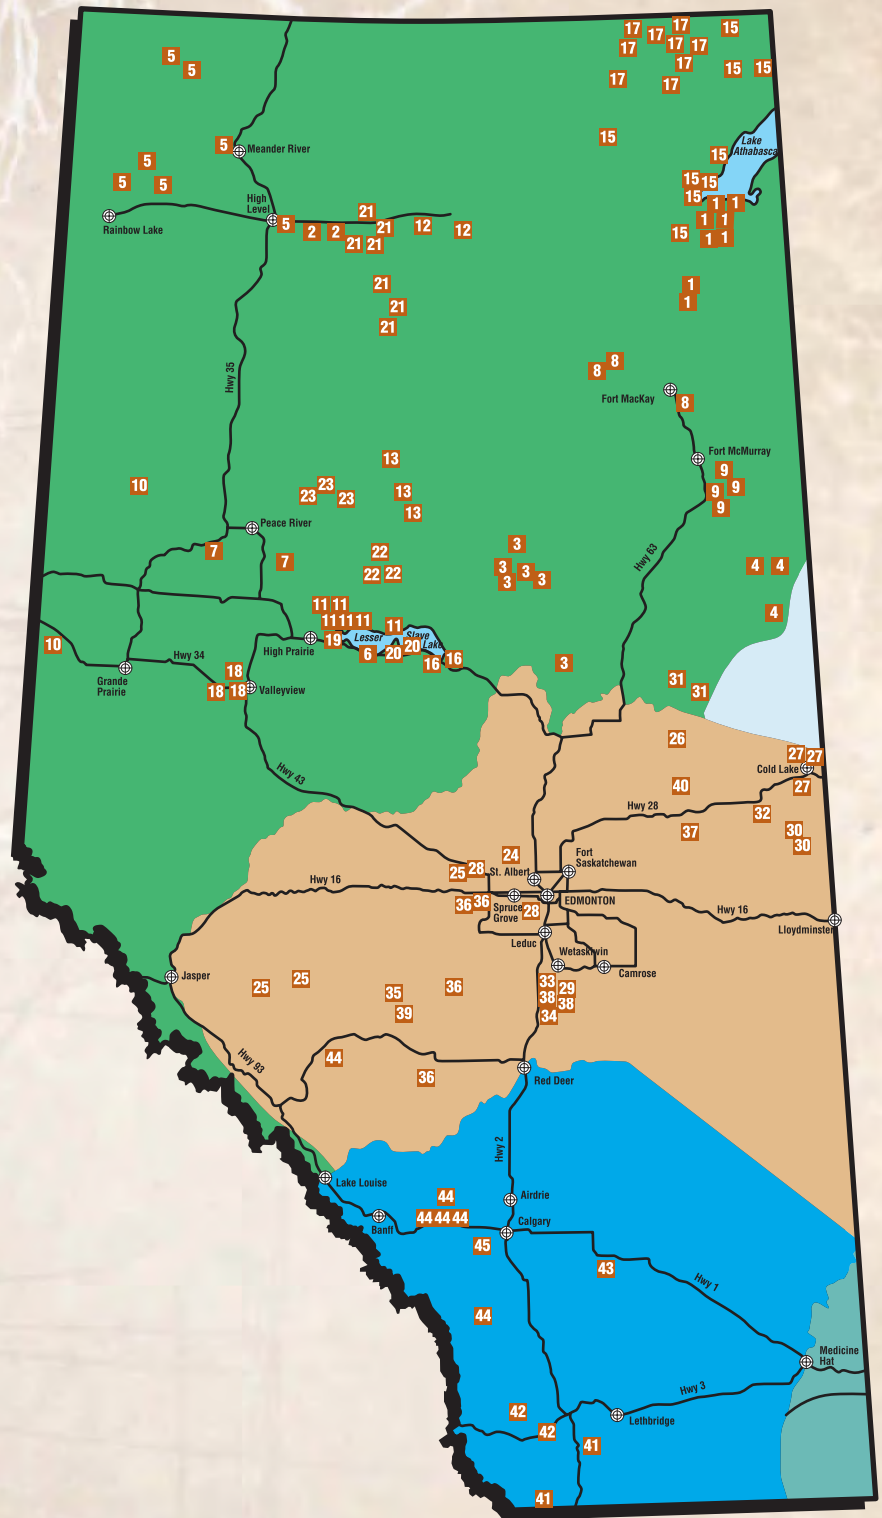 17 17 15
17
17 17 17
5
17
5 15 15
17 17
15
Lake
Athabasca
5 Meander River
15
5
5 5
15 15
15
High
Level
1 1
Rainbow Lake
21
5 2 2 21 12 12
1 1
15 1 1
21 21
21
1
21
1
21
Hwy 35
8
8
Fort MacKay
8
13
Fort McMurray
9
10
23
23 23
13
9 9
13
9
Peace River
3
7
22
7
Hwy 63
22 22
3 3
3 3
4 4
11 11
4
11 11 11
11
10
High Prairie
19
Lesser Slave
Lake
6 20 20
16 16
3
Hwy 34
Grande
Prairie
18
18 18
Valleyview
31
31
26
27 27
Cold Lake
Hwy 43
40
27
Hwy 28
32
37
30
30
24
Fort
Saskatchewan
25 28
St. Albert
Hwy 16
36 36
Spruce
Grove
28
EDMONTON
Hwy 16
Lloydminster
Leduc
Wetaskiwin
Camrose
Jasper
25 25
35
36
33
29
38
38
39
34
Hwy 93
44
36
Red Deer
Hwy 2
Lake Louise
44
Airdrie
Banff
44 44 44
Calgary
45
43
Hwy 1
44
Medicine
Hat
Hwy 3
42
Lethbridge
42
41
41